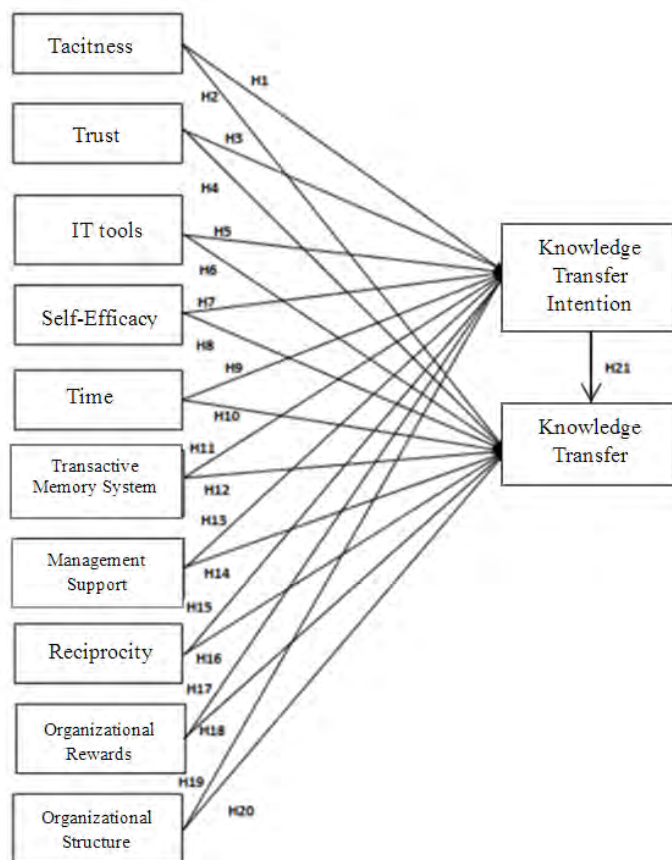 Tacitness
H1
H2
Trust
H3
H4
IT tools
H5
H6
Knowledge
Transfer
Intention
Self-Efficacy
H7
H8
Time
H9
H10
H21
Knowledge
Transfer
Transactive
Memory System
H11
H12
Management
Support
H13
H14
Reciprocity
H15
H16
Organizational
Rewards
H17
H18
Organizational
Structure
H19
H20